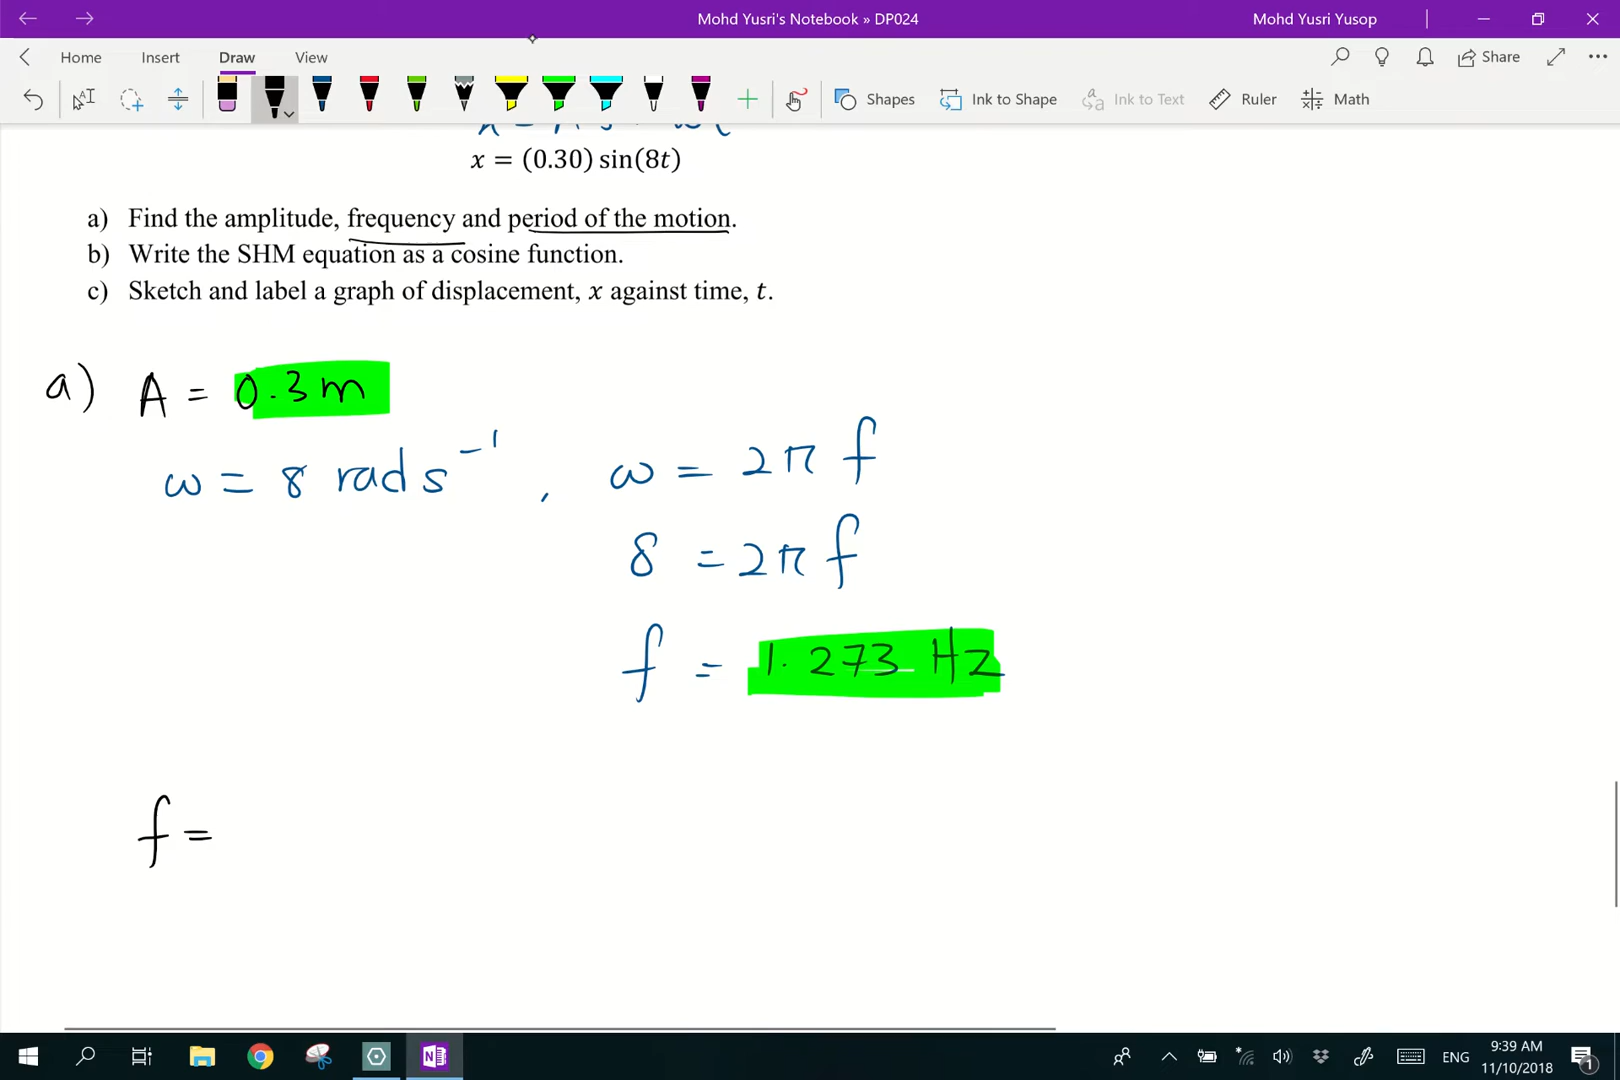 Mohd Yusri's Notebook » DP024
Mohd Yusri Yusop
Home Insert Draw View
Share
Shapes Ink to Shape Ink to Text Ruler Math
x = (0.30) sin(8t)
a) Find the amplitude, frequency and period of the motion.
b) Write the SHM equation as a cosine function.
c) Sketch and label a graph of displacement, x against time, t.
a) A = 0.3 m
ω = 8 rad s⁻¹ , ω = 2π f
8 = 2π f
f = 1.273 Hz
f =
ENG
9:39 AM
11/10/2018
1